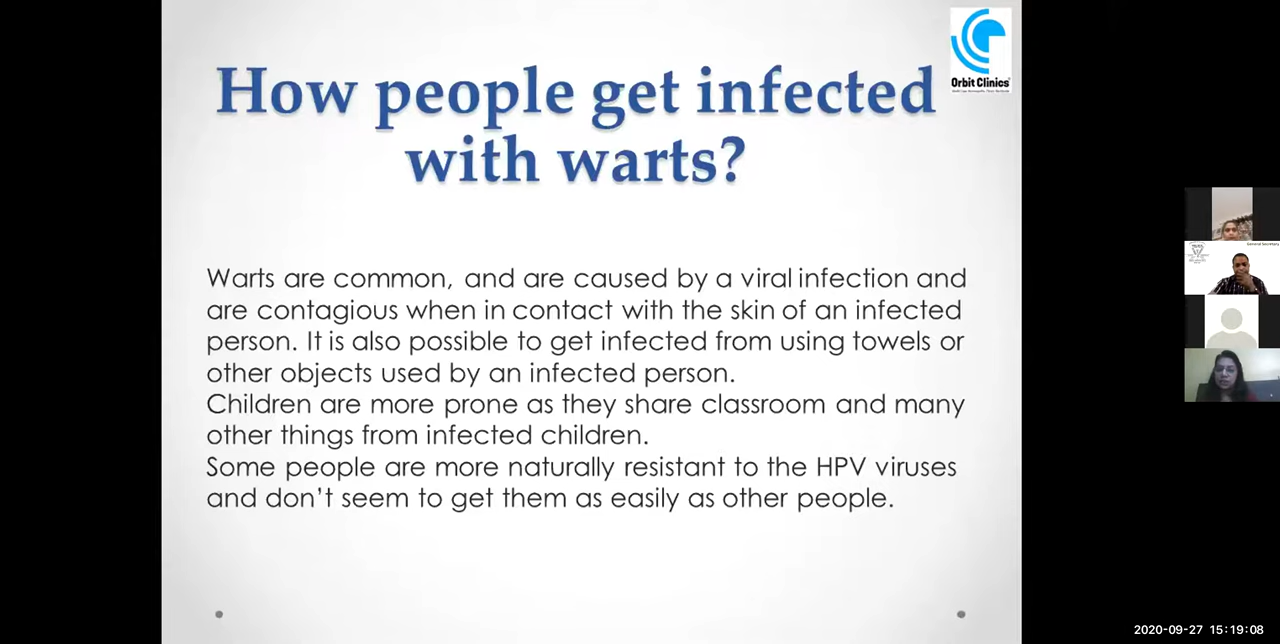 Orbit Clinics
How people get infected
with warts?
Warts are common, and are caused by a viral infection and
are contagious when in contact with the skin of an infected
person. It is also possible to get infected from using towels or
other objects used by an infected person.
Children are more prone as they share classroom and many
other things from infected children.
Some people are more naturally resistant to the HPV viruses
and don't seem to get them as easily as other people.
General Secretary
2020-09-27 15:19:08